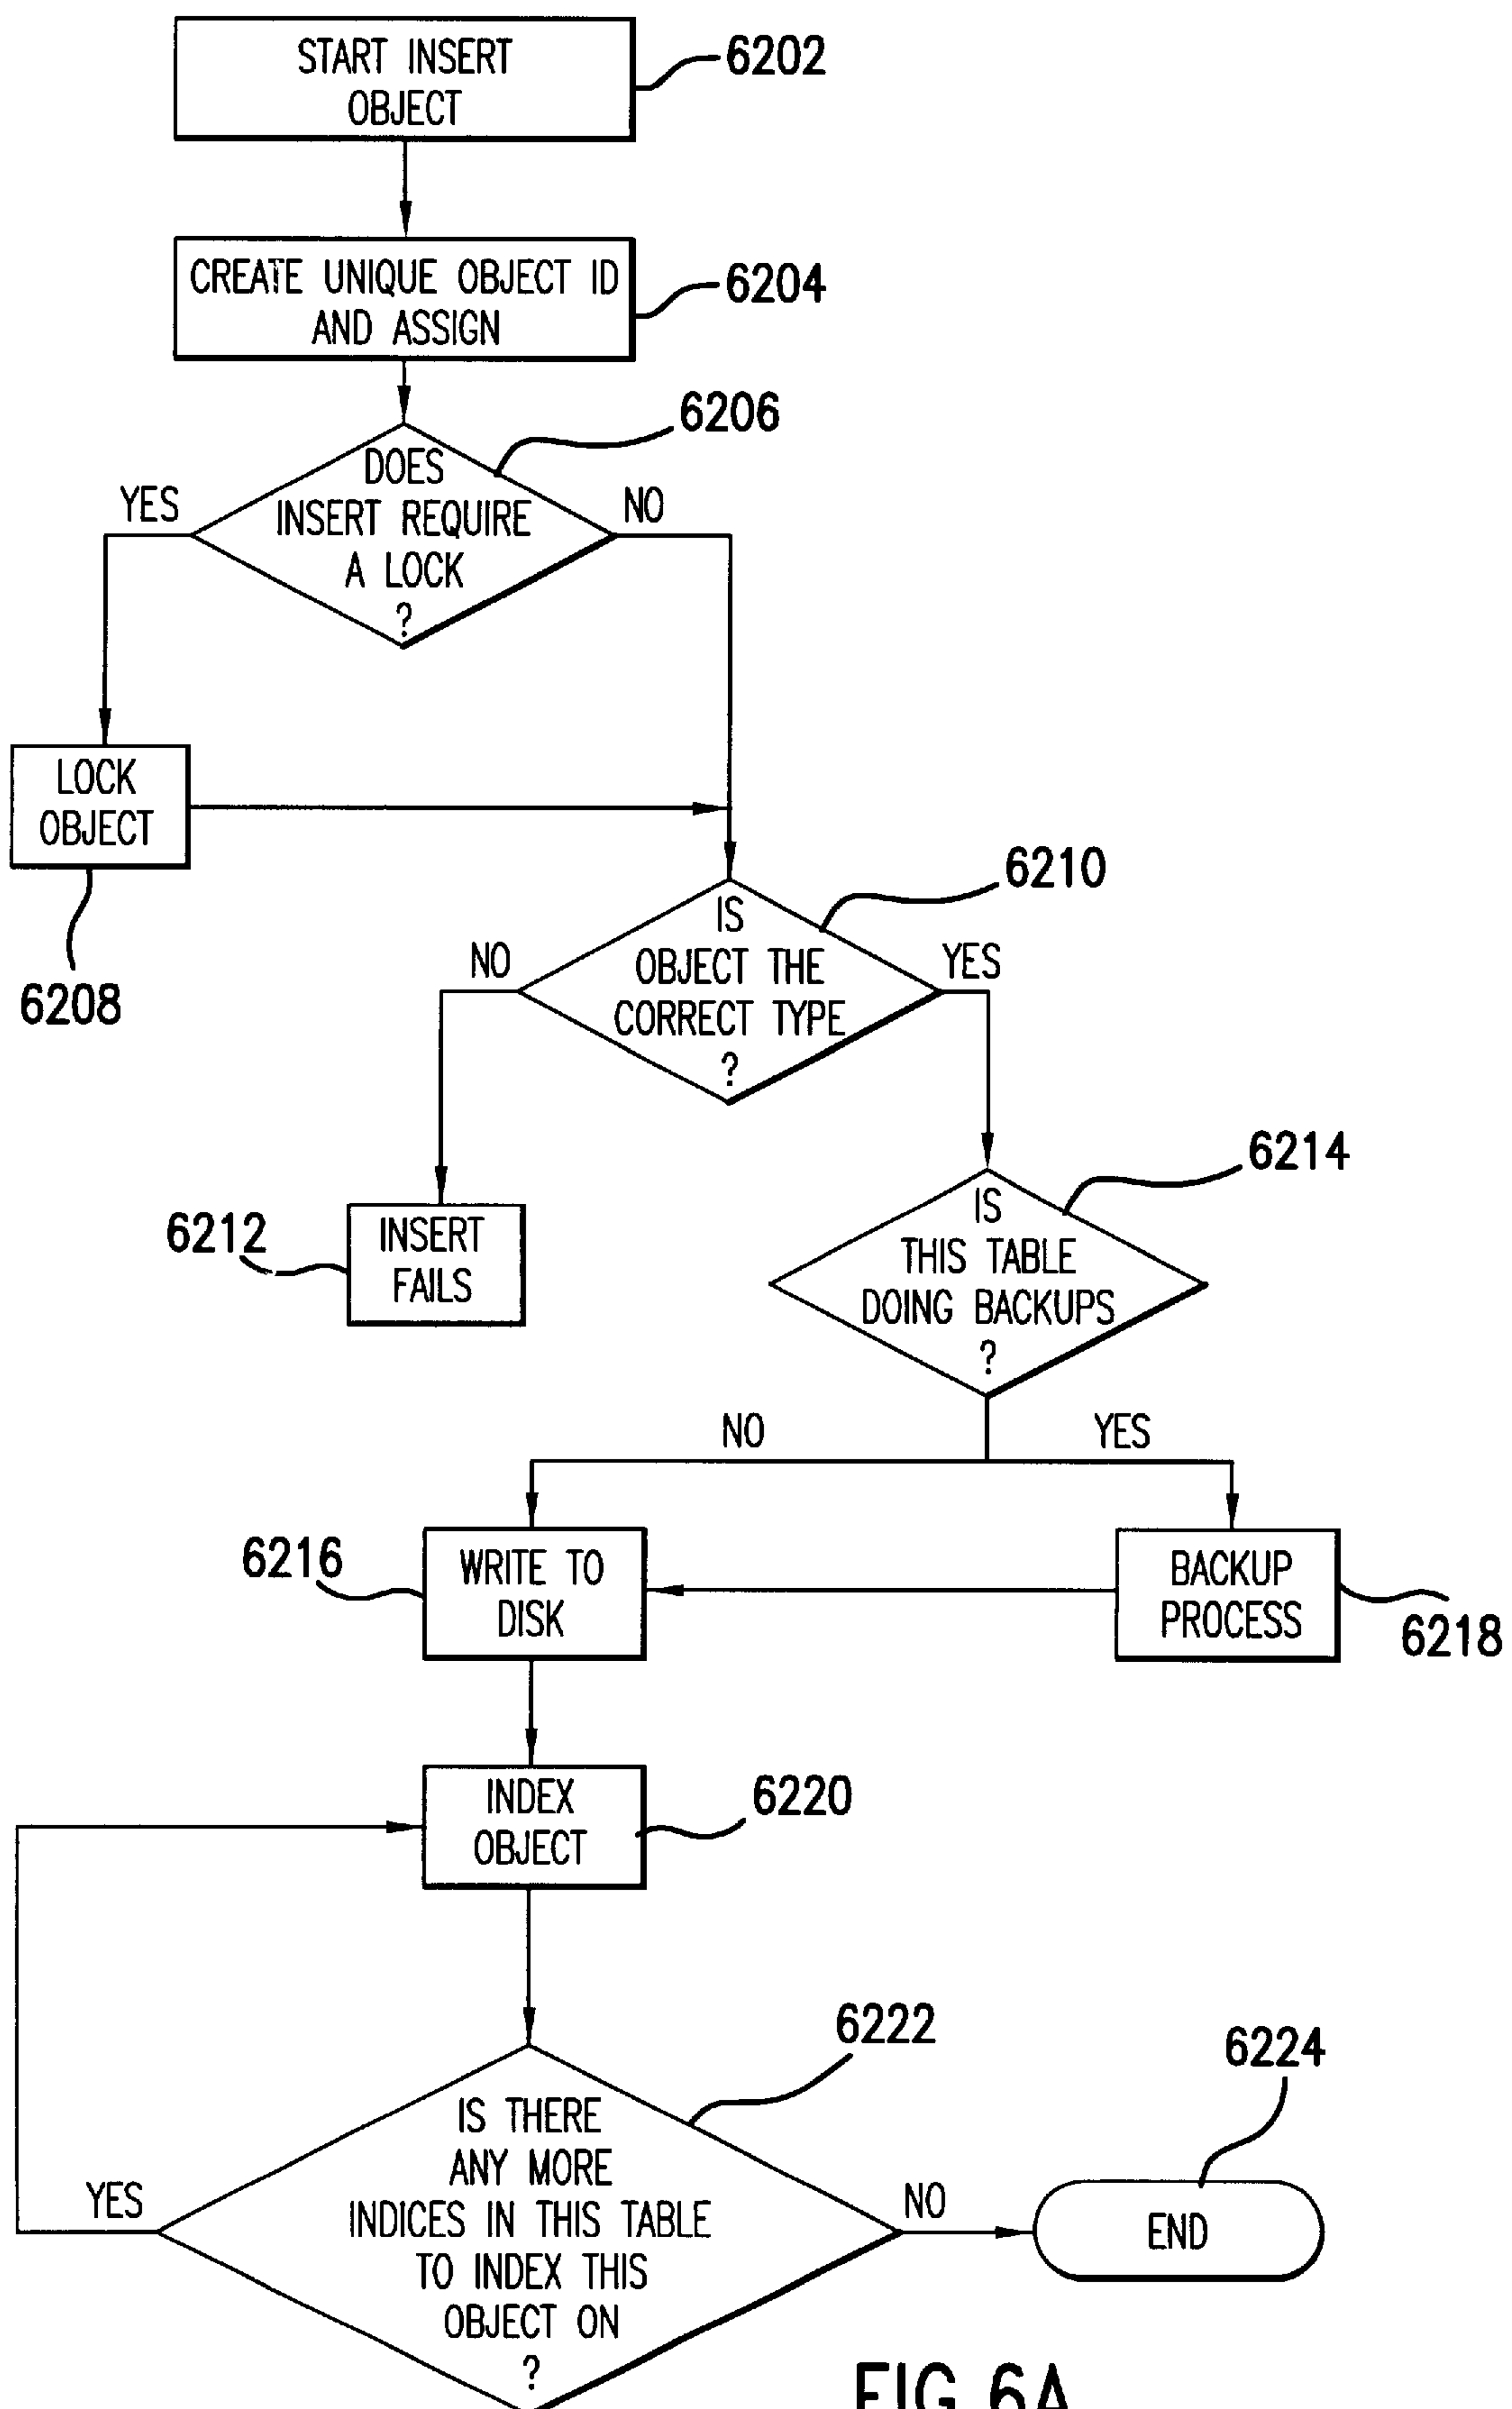 START INSERT
OBJECT
6202
CREATE UNIQUE OBJECT ID
AND ASSIGN
6204
6206
DOES
INSERT REQUIRE
A LOCK
?
YES
NO
LOCK
OBJECT
6208
6210
IS
OBJECT THE
CORRECT TYPE
?
NO
YES
6212
INSERT
FAILS
6214
IS
THIS TABLE
DOING BACKUPS
?
NO
YES
6216
WRITE TO
DISK
BACKUP
PROCESS
6218
INDEX
OBJECT
6220
6222
IS THERE
ANY MORE
INDICES IN THIS TABLE
TO INDEX THIS
OBJECT ON
?
YES
NO
6224
END
FIG. 6A